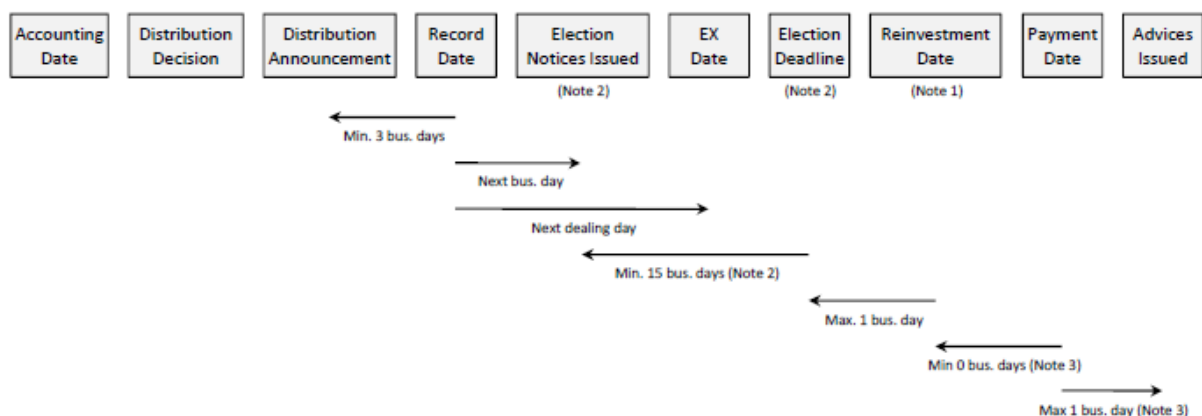 Accounting Date
Distribution Decision
Distribution Announcement
Record Date
Election Notices Issued
EX Date
Election Deadline
Reinvestment Date
Payment Date
Advices Issued
(Note 2)
(Note 2)
(Note 1)
Min. 3 bus. days
Next bus. day
Next dealing day
Min. 15 bus. days (Note 2)
Max. 1 bus. day
Min 0 bus. days (Note 3)
Max 1 bus. day (Note 3)